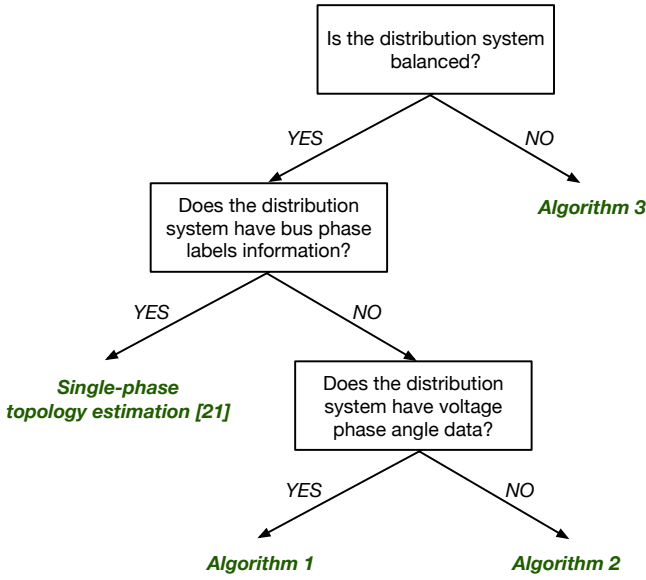 Is the distribution system
balanced?
YES
NO
Does the distribution
system have bus phase
labels information?
Algorithm 3
YES
NO
Single-phase
topology estimation [21]
Does the distribution
system have voltage
phase angle data?
YES
NO
Algorithm 1
Algorithm 2